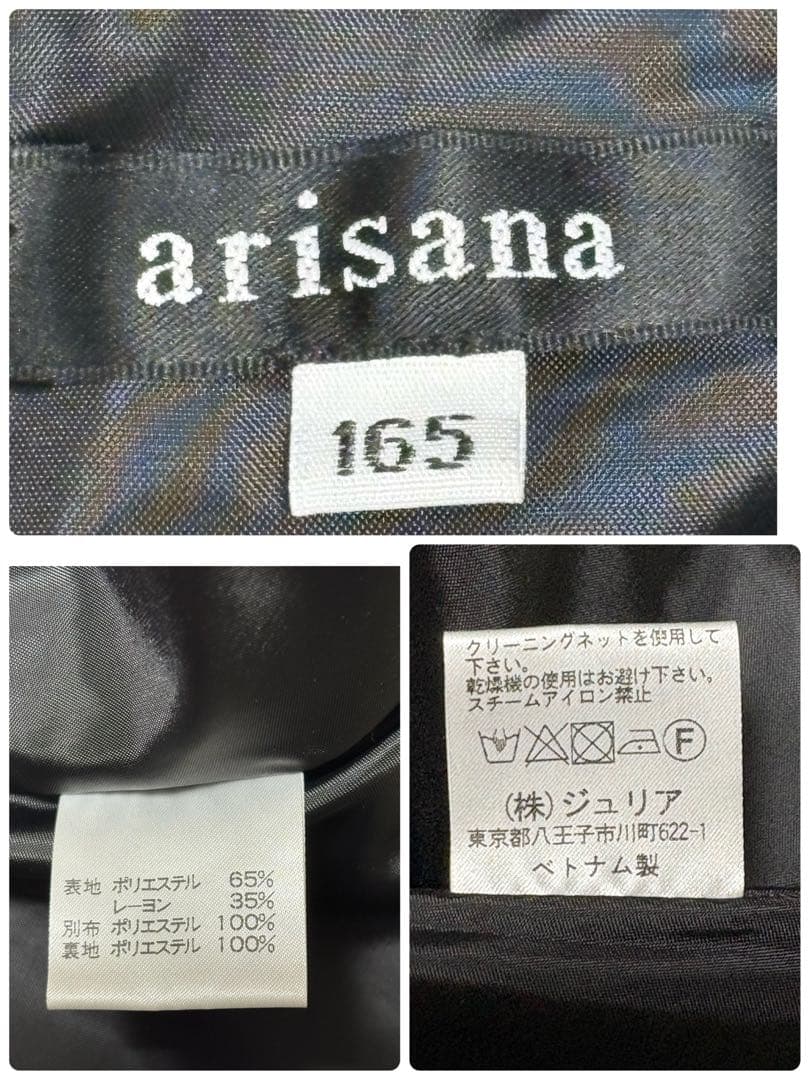 arisana
165
表地 ポリエステル 65%
レーヨン 35%
別布 ポリエステル 100%
裏地 ポリエステル 100%
クリーニングネットを使用して
下さい。
乾燥機の使用はお避け下さい。
スチームアイロン禁止
F
(株)ジュリア
東京都八王子市川町622-1
ベトナム製